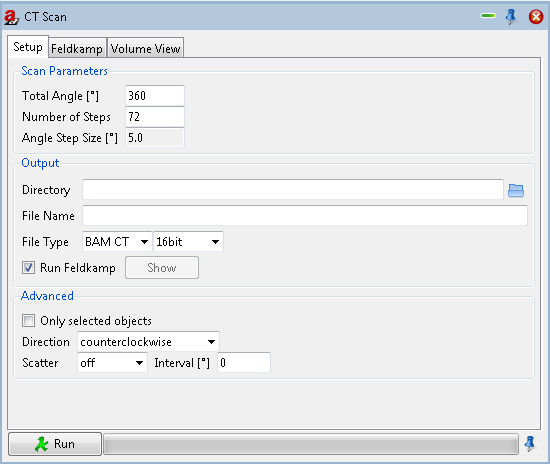 CT Scan
Setup Feldkamp Volume View
Scan Parameters
Total Angle [°] 360
Number of Steps 72
Angle Step Size [°] 5.0
Output
Directory
File Name
File Type BAM CT 16bit
Run Feldkamp Show
Advanced
Only selected objects
Direction counterclockwise
Scatter off Interval [°] 0
Run